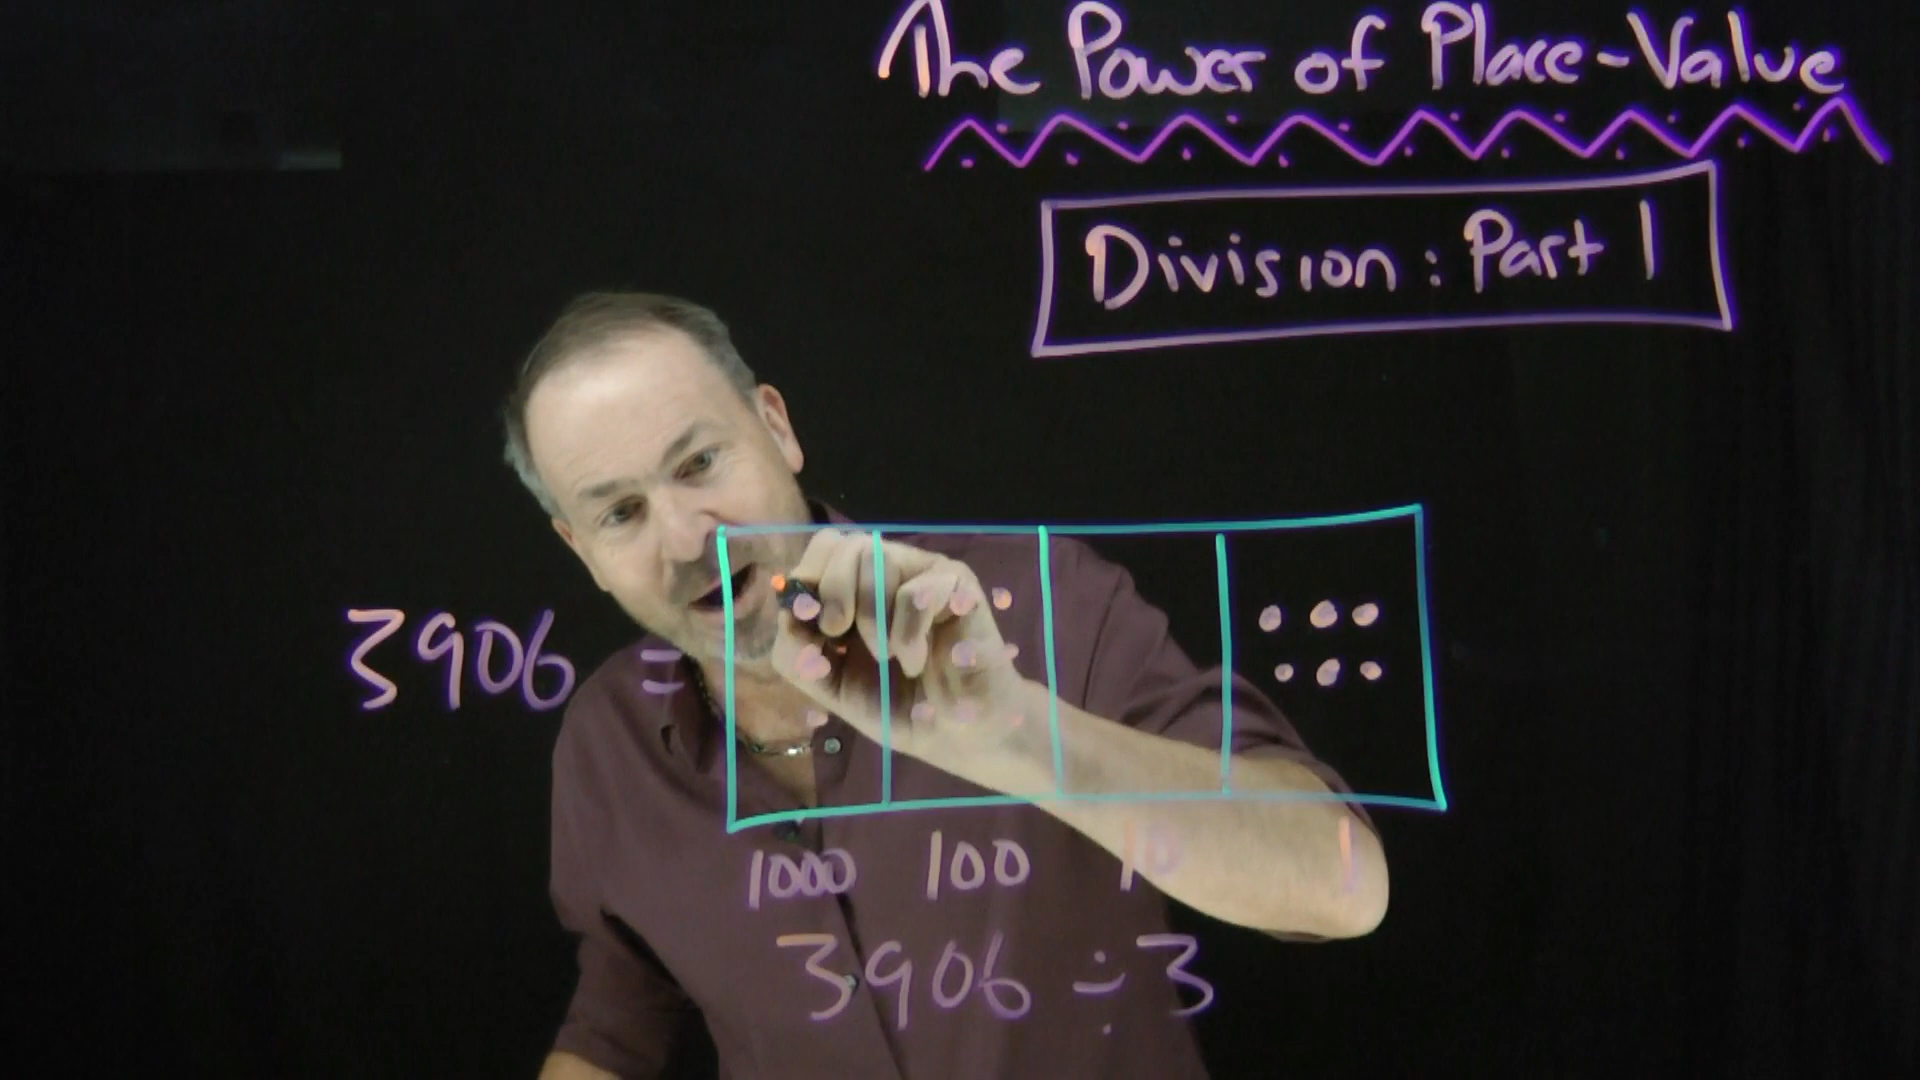 The Power of Place-Value
Division: Part 1
3906 =
1000 100 10 1
3906 ÷ 3